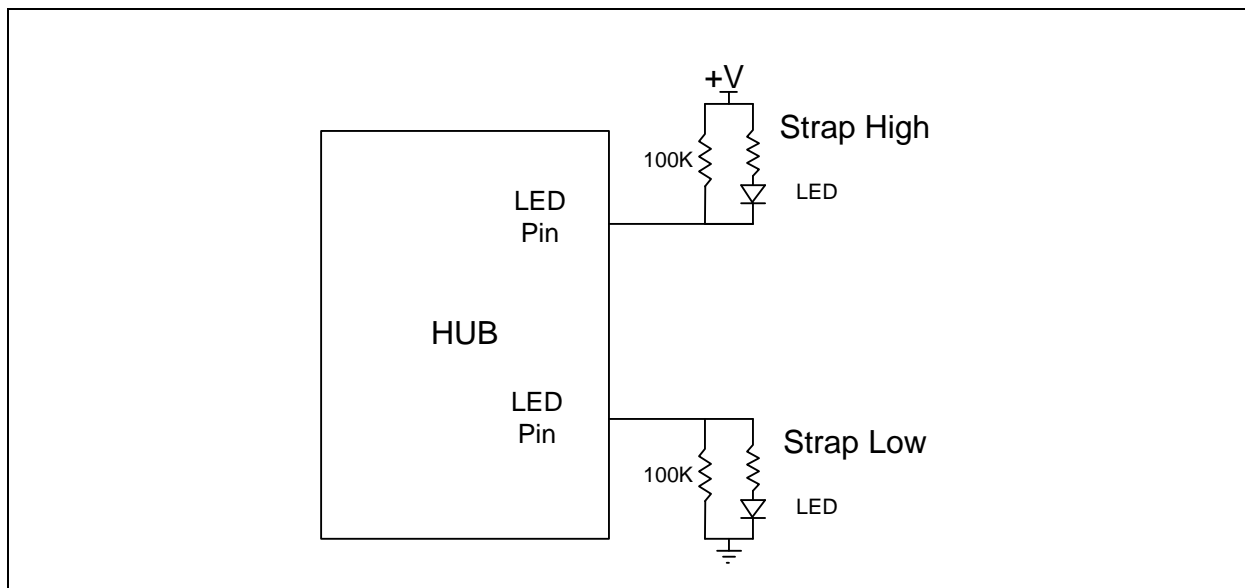 +V
Strap High
100K
LED
LED
Pin
HUB
LED
Pin
Strap Low
100K
LED